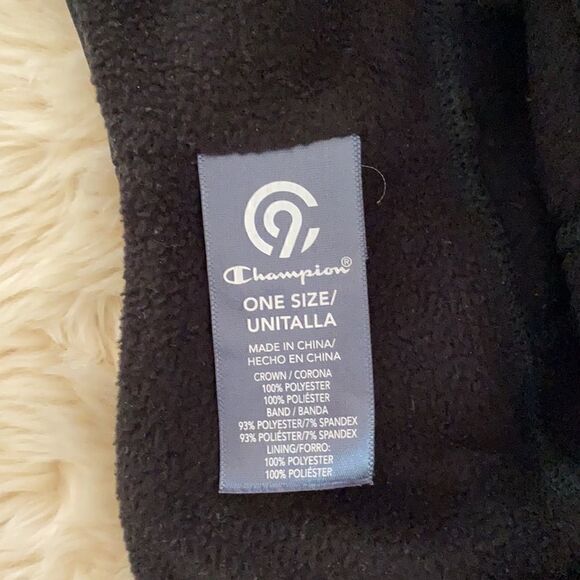 C9
Champion®
ONE SIZE/
UNITALLA
MADE IN CHINA/
HECHO EN CHINA
CROWN / CORONA
100% POLYESTER
100% POLIÉSTER
BAND / BANDA
93% POLYESTER/7% SPANDEX
93% POLIÉSTER/7% SPANDEX
LINING/FORRO:
100% POLYESTER
100% POLIÉSTER